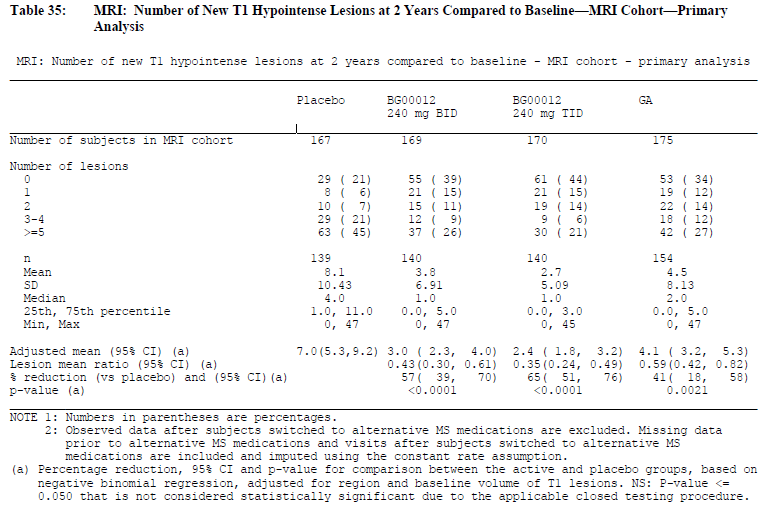 Table 35: MRI: Number of New T1 Hypointense Lesions at 2 Years Compared to Baseline—MRI Cohort—Primary
Analysis
MRI: Number of new T1 hypointense lesions at 2 years compared to baseline - MRI cohort - primary analysis
Placebo BG00012 BG00012 GA
240 mg BID 240 mg TID
Number of subjects in MRI cohort 167 169 170 175
Number of lesions
0 29 ( 21) 55 ( 39) 61 ( 44) 53 ( 34)
1 8 ( 6) 21 ( 15) 21 ( 15) 19 ( 12)
2 10 ( 7) 15 ( 11) 19 ( 14) 22 ( 14)
3-4 29 ( 21) 12 ( 9) 9 ( 6) 18 ( 12)
>=5 63 ( 45) 37 ( 26) 30 ( 21) 42 ( 27)
n 139 140 140 154
Mean 8.1 3.8 2.7 4.5
SD 10.43 6.91 5.09 8.13
Median 4.0 1.0 1.0 2.0
25th, 75th percentile 1.0, 11.0 0.0, 5.0 0.0, 3.0 0.0, 5.0
Min, Max 0, 47 0, 47 0, 45 0, 47
Adjusted mean (95% CI) (a) 7.0(5.3,9.2) 3.0 ( 2.3, 4.0) 2.4 ( 1.8, 3.2) 4.1 ( 3.2, 5.3)
Lesion mean ratio (95% CI) (a) 0.43(0.30, 0.61) 0.35(0.24, 0.49) 0.59(0.42, 0.82)
% reduction (vs placebo) and (95% CI)(a) 57( 39, 70) 65( 51, 76) 41( 18, 58)
p-value (a) <0.0001 <0.0001 0.0021
NOTE 1: Numbers in parentheses are percentages.
2: Observed data after subjects switched to alternative MS medications are excluded. Missing data
prior to alternative MS medications and visits after subjects switched to alternative MS
medications are included and imputed using the constant rate assumption.
(a) Percentage reduction, 95% CI and p-value for comparison between the active and placebo groups, based on
negative binomial regression, adjusted for region and baseline volume of T1 lesions. NS: P-value <=
0.050 that is not considered statistically significant due to the applicable closed testing procedure.